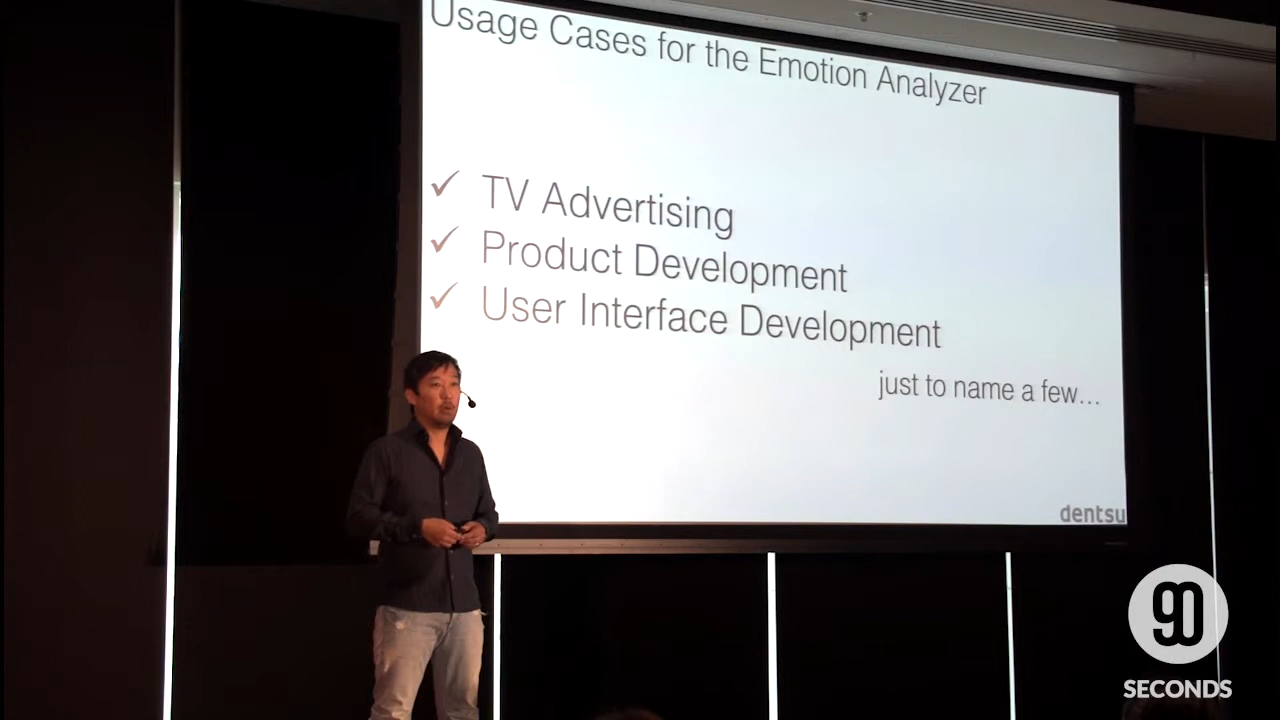 Usage Cases for the Emotion Analyzer
✓ TV Advertising
✓ Product Development
✓ User Interface Development
just to name a few...
dentsu
90
SECONDS